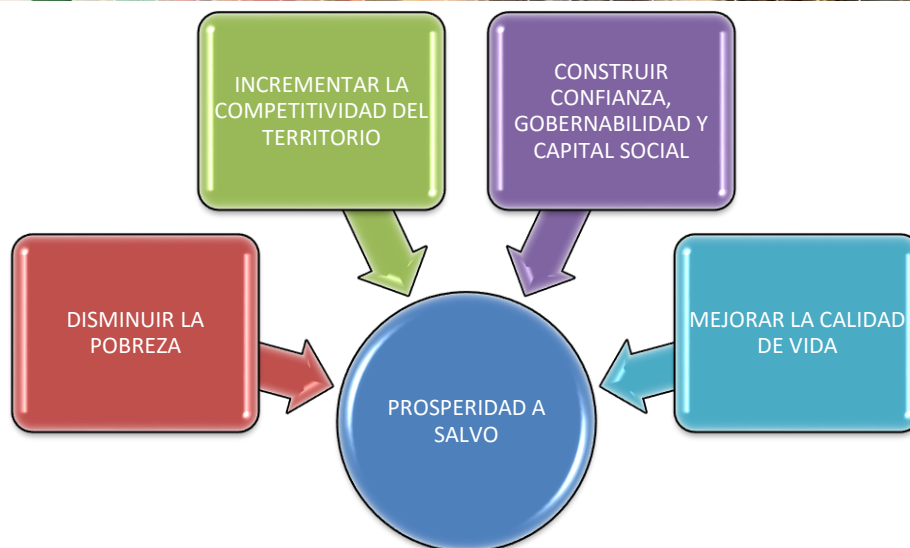 INCREMENTAR LA
COMPETITIVIDAD DEL
TERRITORIO
CONSTRUIR
CONFIANZA,
GOBERNABILIDAD Y
CAPITAL SOCIAL
DISMINUIR LA
POBREZA
MEJORAR LA CALIDAD
DE VIDA
PROSPERIDAD A
SALVO